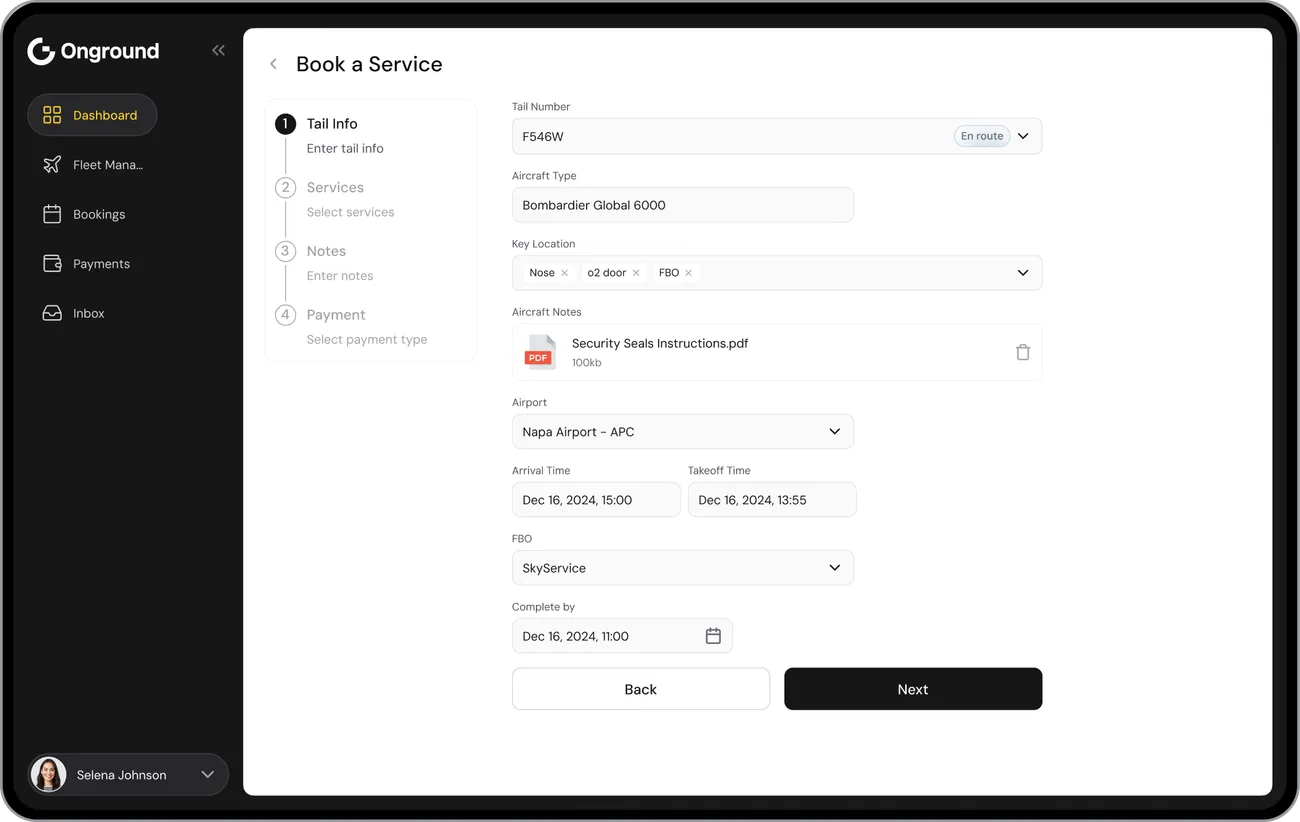 Onground
Dashboard
Fleet Mana...
Bookings
Payments
Inbox
Selena Johnson
Book a Service
1 Tail Info
Enter tail info
2 Services
Select services
3 Notes
Enter notes
4 Payment
Select payment type
Tail Number
F546W En route
Aircraft Type
Bombardier Global 6000
Key Location
Nose o2 door FBO
Aircraft Notes
PDF
Security Seals Instructions.pdf
100kb
Airport
Napa Airport - APC
Arrival Time Takeoff Time
Dec 16, 2024, 15:00 Dec 16, 2024, 13:55
FBO
SkyService
Complete by
Dec 16, 2024, 11:00
Back Next